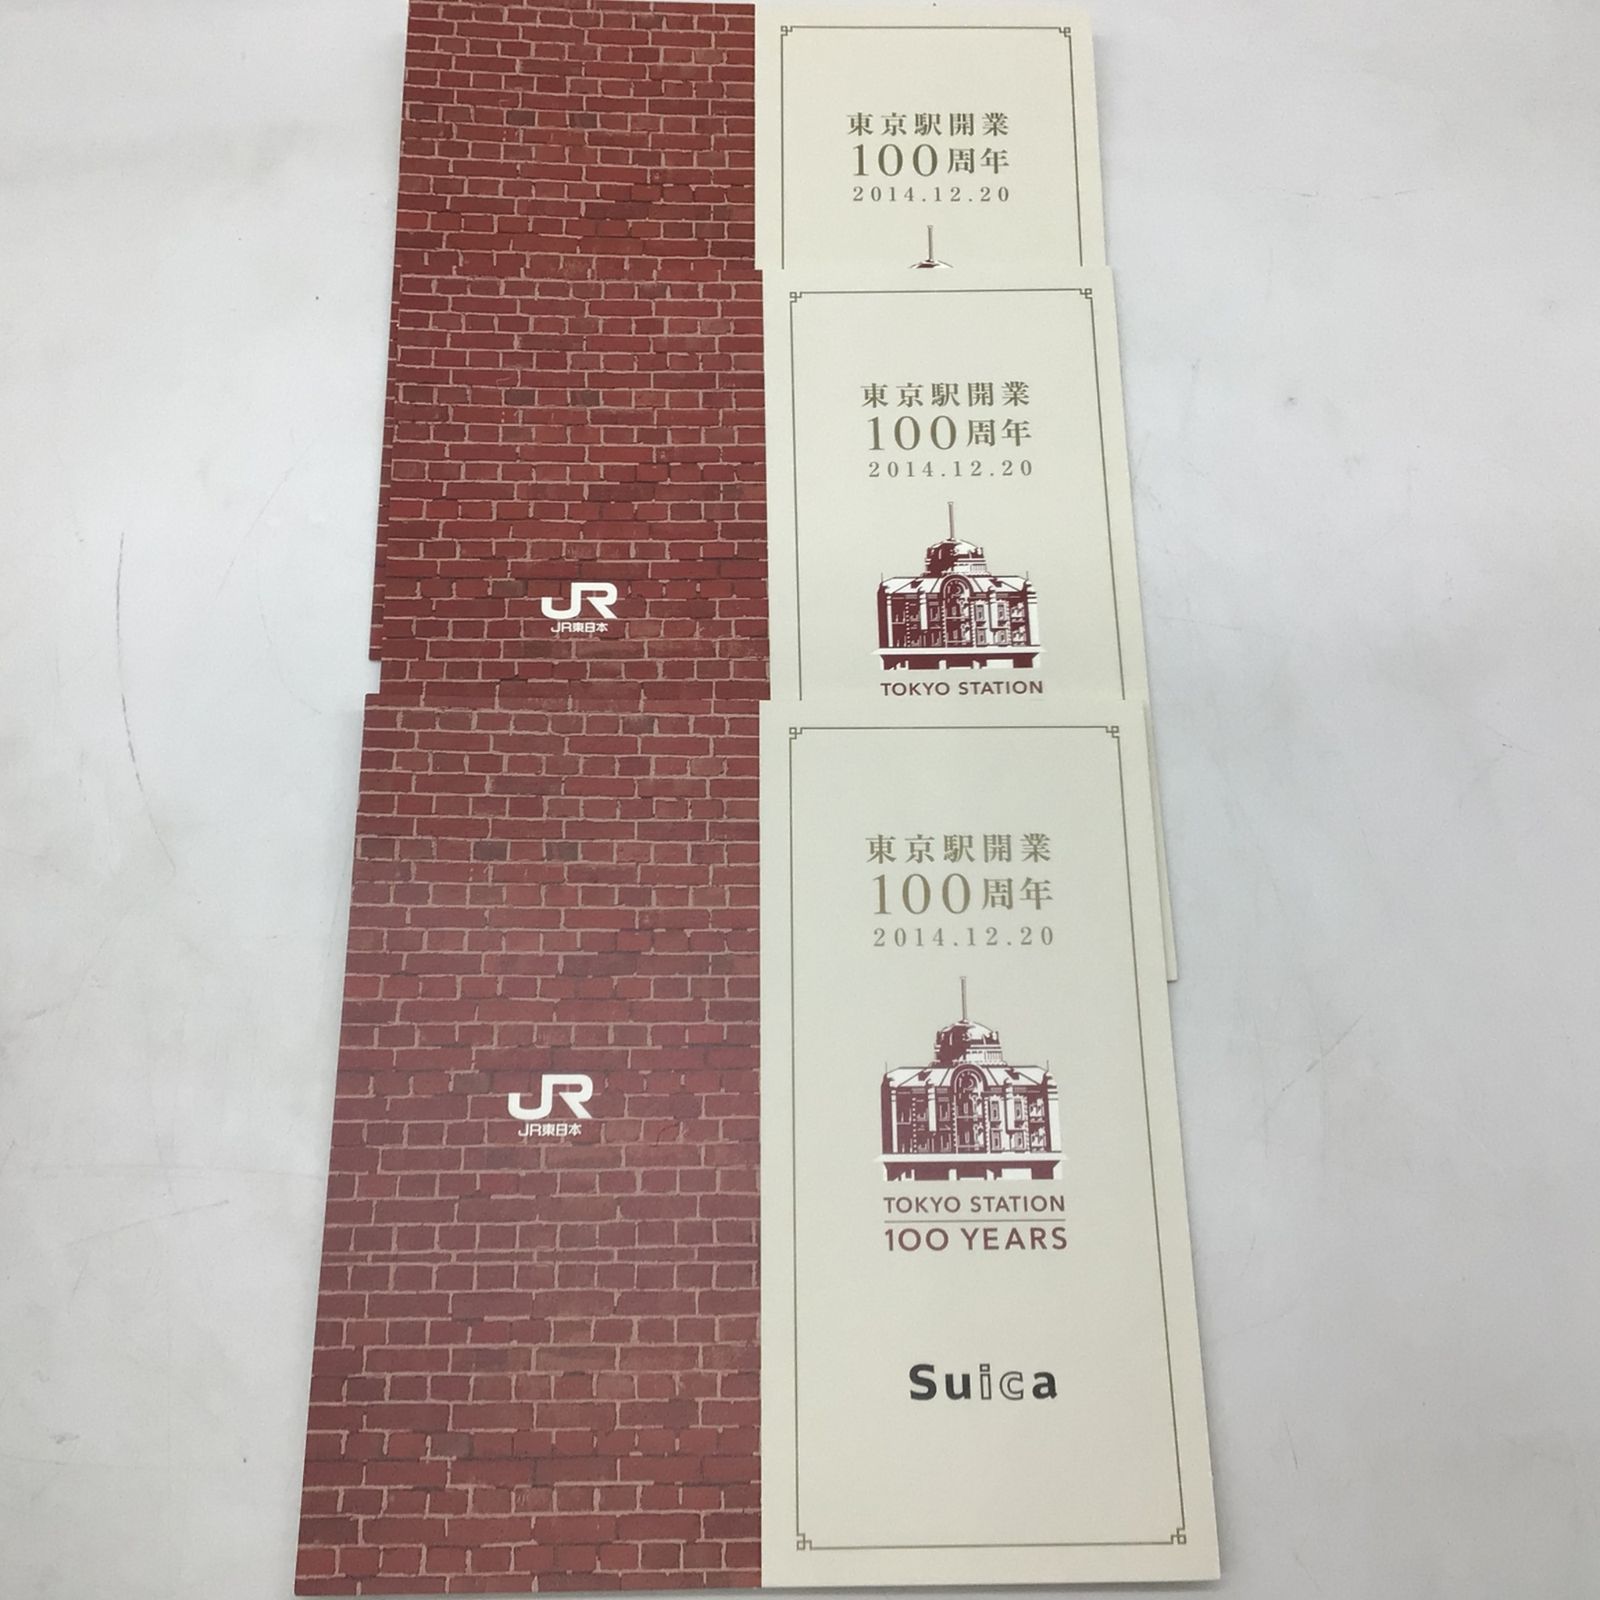 東京駅開業
100周年
2014.12.20
東京駅開業
100周年
2014.12.20
TOKYO STATION
JR
JR東日本
東京駅開業
100周年
2014.12.20
TOKYO STATION
100 YEARS
Suica
JR
JR東日本